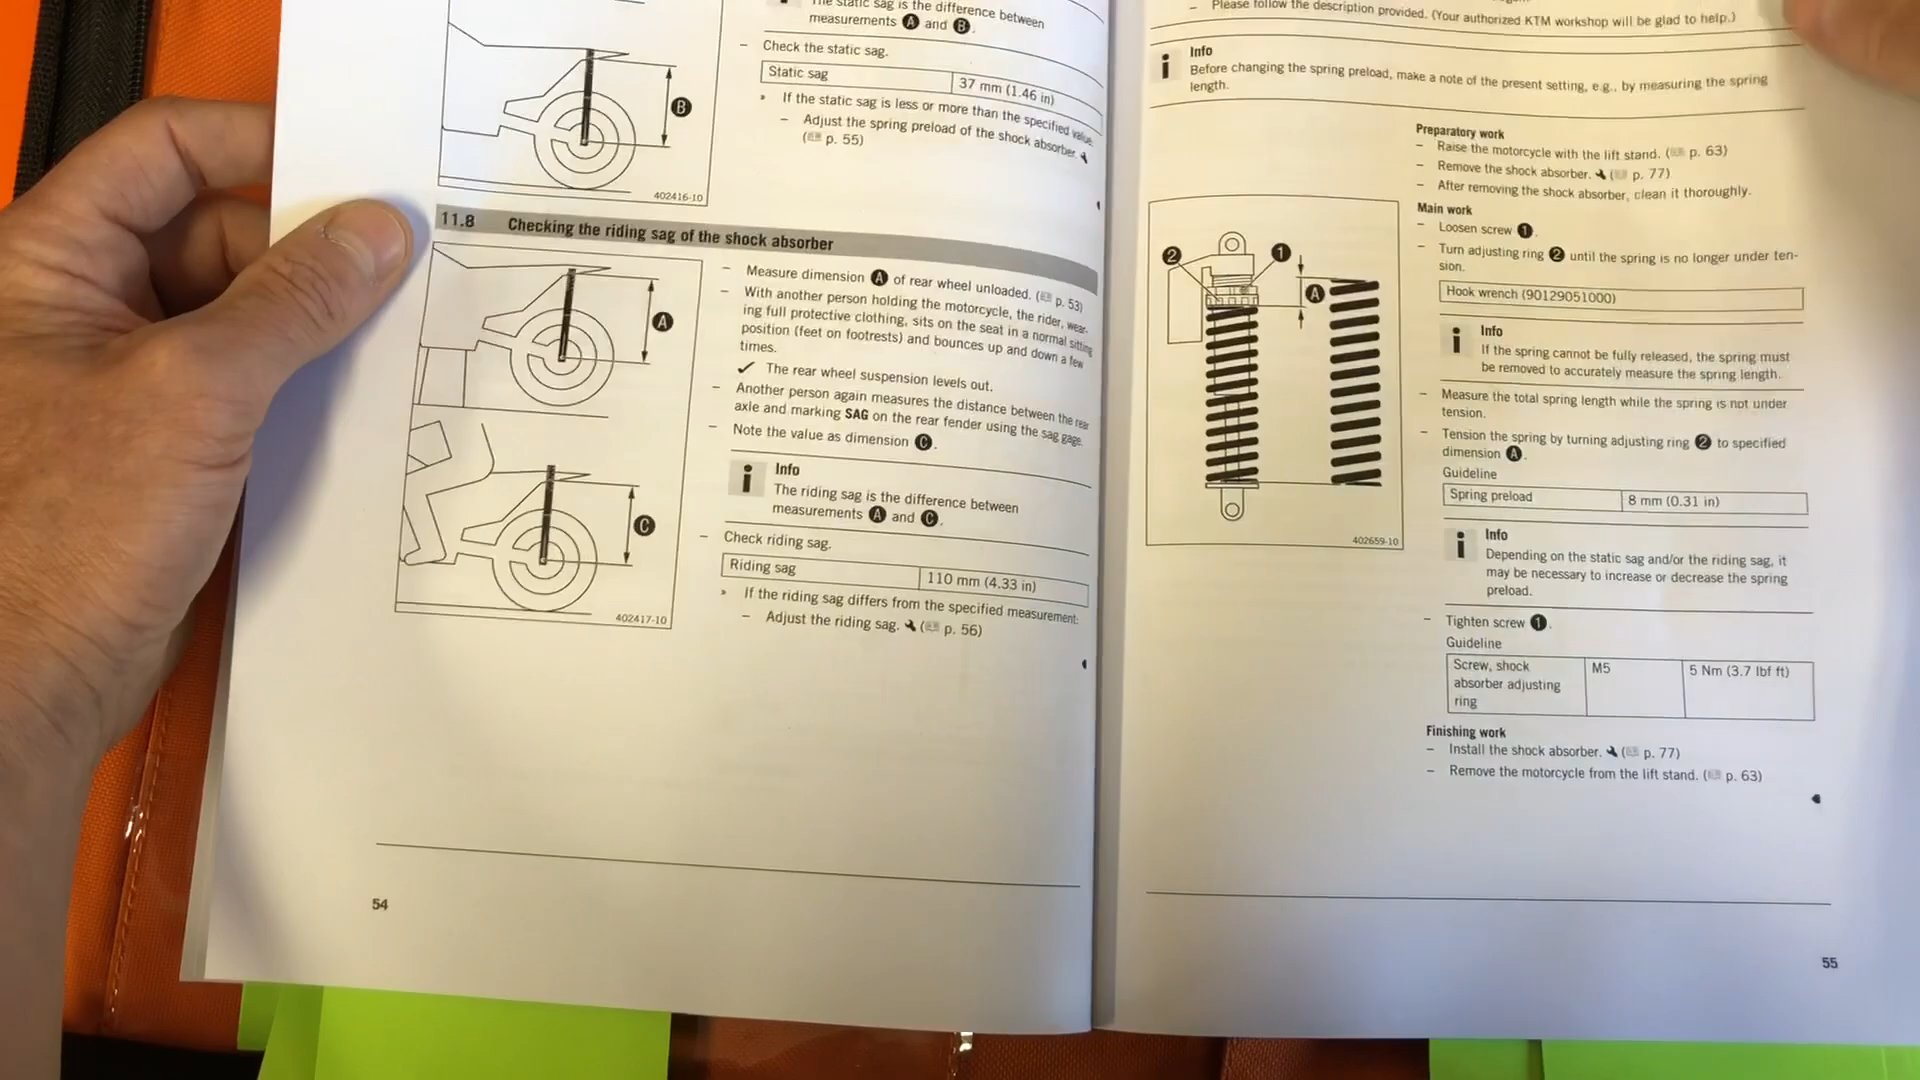 The static sag is the difference between
measurements A and B.
– Check the static sag.
Static sag 37 mm (1.46 in)
» If the static sag is less or more than the specified value:
– Adjust the spring preload of the shock absorber.
( p. 55)
B
402416-10
11.8 Checking the riding sag of the shock absorber
– Measure dimension A of rear wheel unloaded. ( p. 53)
– With another person holding the motorcycle, the rider, wear-
ing full protective clothing, sits on the seat in a normal sitting
position (feet on footrests) and bounces up and down a few
times.
✓ The rear wheel suspension levels out.
– Another person again measures the distance between the rear
axle and marking SAG on the rear fender using the sag gage.
– Note the value as dimension C.
A
Info
The riding sag is the difference between
measurements A and C.
– Check riding sag.
Riding sag 110 mm (4.33 in)
» If the riding sag differs from the specified measurement:
– Adjust the riding sag. ( p. 56)
C
402417-10
54
– Please follow the description provided. (Your authorized KTM workshop will be glad to help.)
Info
Before changing the spring preload, make a note of the present setting, e.g., by measuring the spring
length.
Preparatory work
– Raise the motorcycle with the lift stand. ( p. 63)
– Remove the shock absorber. ( p. 77)
– After removing the shock absorber, clean it thoroughly.
Main work
– Loosen screw 1.
– Turn adjusting ring 2 until the spring is no longer under ten-
sion.
Hook wrench (90129051000)
Info
If the spring cannot be fully released, the spring must
be removed to accurately measure the spring length.
– Measure the total spring length while the spring is not under
tension.
– Tension the spring by turning adjusting ring 2 to specified
dimension A.
Guideline
Spring preload 8 mm (0.31 in)
Info
Depending on the static sag and/or the riding sag, it
may be necessary to increase or decrease the spring
preload.
– Tighten screw 1.
Guideline
Screw, shock M5 5 Nm (3.7 lbf ft)
absorber adjusting
ring
Finishing work
– Install the shock absorber. ( p. 77)
– Remove the motorcycle from the lift stand. ( p. 63)
2 1
A
402659-10
55